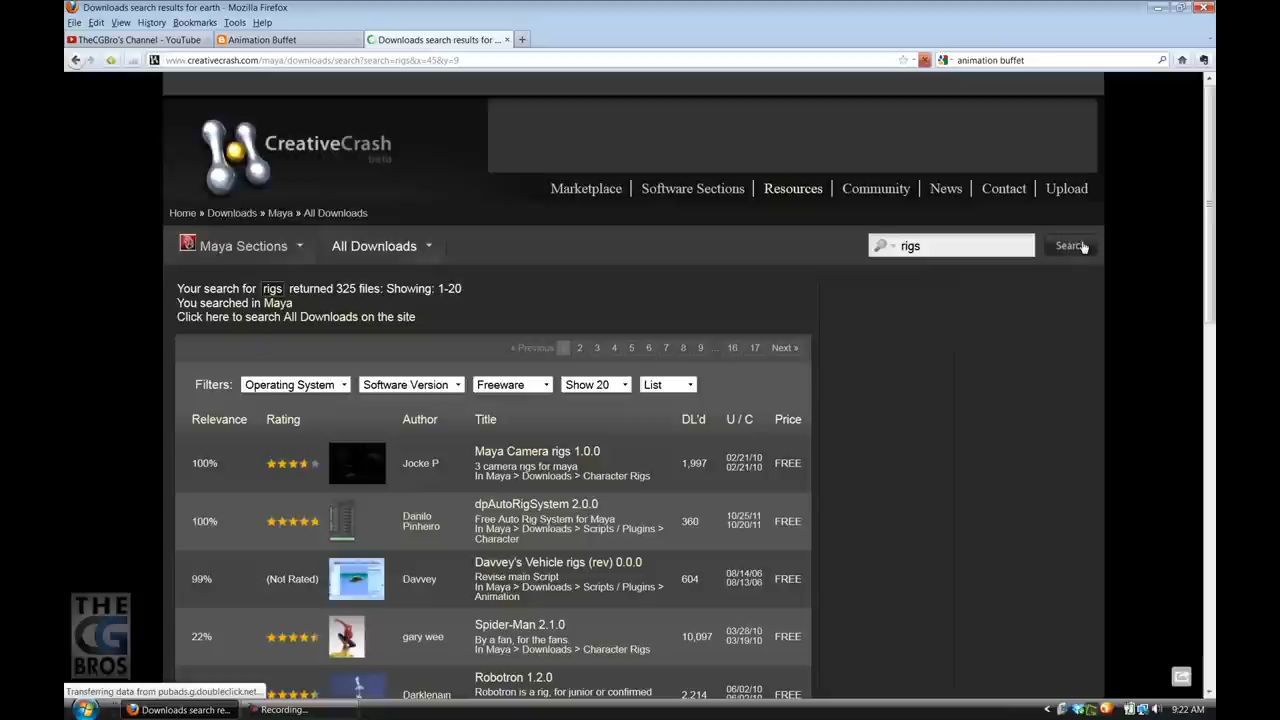 Downloads search results for earth - Mozilla Firefox
File Edit View History Bookmarks Tools Help
TheCGBro's Channel - YouTube
Animation Buffet
Downloads search results for ...
www.creativecrash.com/maya/downloads/search?search=rigs&x=45&y=9
animation buffet
CreativeCrash
beta
Marketplace | Software Sections | Resources | Community | News | Contact | Upload
Home » Downloads » Maya » All Downloads
Maya Sections All Downloads rigs Search
Your search for rigs returned 325 files: Showing: 1-20
You searched in Maya
Click here to search All Downloads on the site
« Previous 1 2 3 4 5 6 7 8 9 ... 16 17 Next »
Filters: Operating System Software Version Freeware Show 20 List
Relevance Rating Author Title DL'd U / C Price
Maya Camera rigs 1.0.0
100% Jocke P 3 camera rigs for maya 1,997 02/21/10 FREE
In Maya > Downloads > Character Rigs 02/21/10
dpAutoRigSystem 2.0.0
100% Danilo Free Auto Rig System for Maya 360 10/25/11 FREE
Pinheiro In Maya > Downloads > Scripts / Plugins > 10/20/11
Character
Davvey's Vehicle rigs (rev) 0.0.0
99% (Not Rated) Davvey Revise main Script 604 08/14/06 FREE
In Maya > Downloads > Scripts / Plugins > 08/13/06
Animation
Spider-Man 2.1.0
22% gary wee By a fan, for the fans. 10,097 03/28/10 FREE
In Maya > Downloads > Character Rigs 03/19/10
Robotron 1.2.0
Darklenain Robotron is a rig, for junior or confirmed 2,214 06/02/10 FREE
THE
CG
BROS
Transferring data from pubads.g.doubleclick.net...
Downloads search re... Recording... 9:22 AM